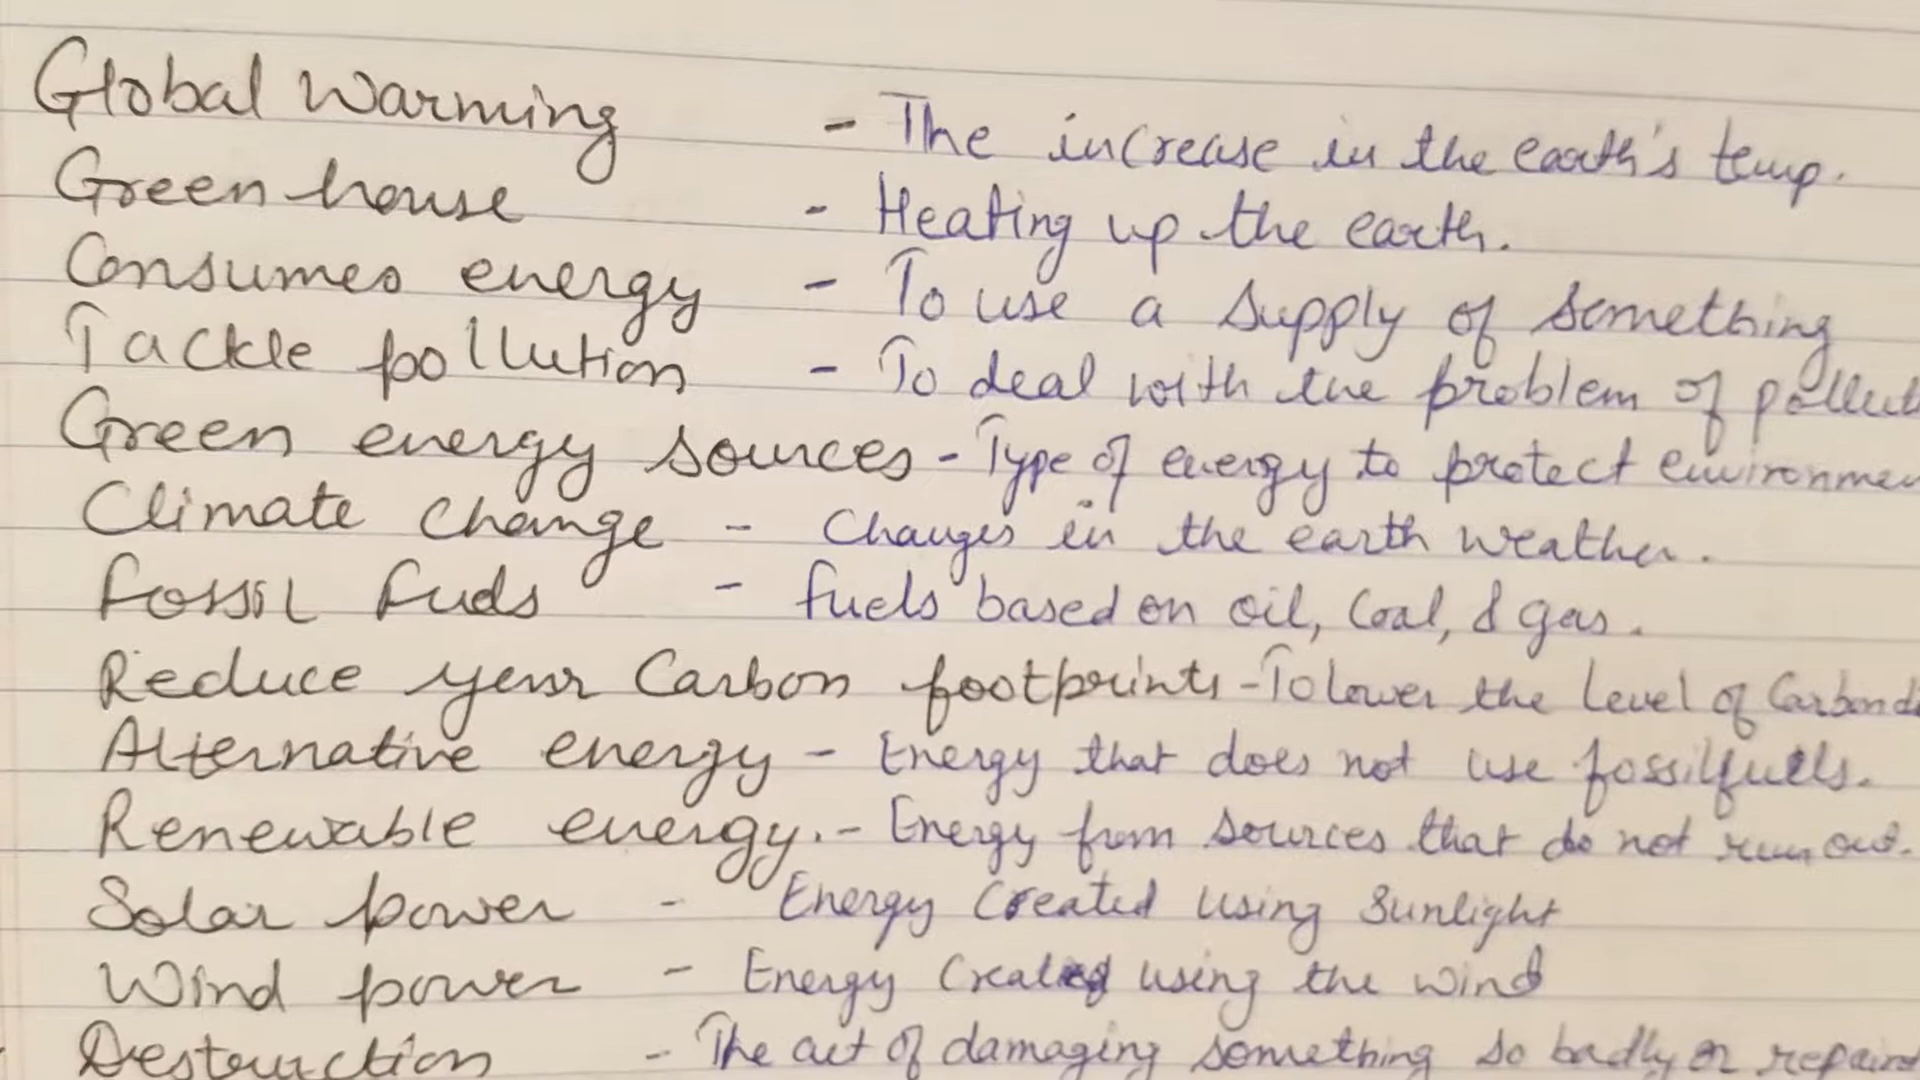 Global Warming - The increase in the earth's temp.
Green house - Heating up the earth.
Consumes energy - To use a supply of something
Tackle pollution - To deal with the problem of pollut
Green energy sources - Type of energy to protect environmen
Climate change - Changes in the earth weather.
Fossil fuels - fuels based on oil, Coal, & gas.
Reduce your Carbon footprints - To lower the level of Carbond
Alternative energy - Energy that does not use fossilfuels.
Renewable energy. - Energy from sources that do not run out.
Solar power - Energy Created using Sunlight
Wind power - Energy Created using the wind
Destruction - The act of damaging something so badly or repaired